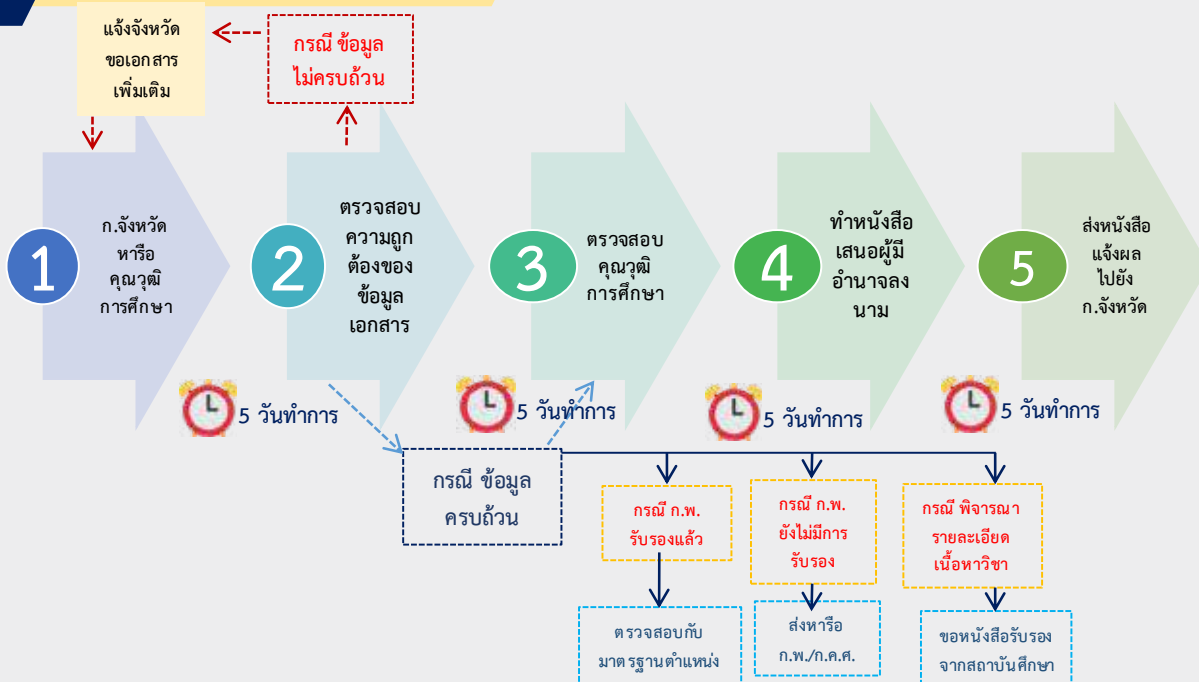 แจ้งจังหวัด
ขอเอกสาร
เพิ่มเติม
กรณี ข้อมูล
ไม่ครบถ้วน
1
ก.จังหวัด
หารือ
คุณวุฒิ
การศึกษา
2
ตรวจสอบ
ความถูก
ต้องของ
ข้อมูล
เอกสาร
3
ตรวจสอบ
คุณวุฒิ
การศึกษา
4
ทำหนังสือ
เสนอผู้มี
อำนาจลง
นาม
5
ส่งหนังสือ
แจ้งผล
ไปยัง
ก.จังหวัด
5 วันทำการ
5 วันทำการ
5 วันทำการ
5 วันทำการ
กรณี ข้อมูล
ครบถ้วน
กรณี ก.พ.
รับรองแล้ว
กรณี ก.พ.
ยังไม่มีการ
รับรอง
กรณี พิจารณา
รายละเอียด
เนื้อหาวิชา
ตรวจสอบกับ
มาตรฐานตำแหน่ง
ส่งหารือ
ก.พ./ก.ค.ศ.
ขอหนังสือรับรอง
จากสถาบันศึกษา